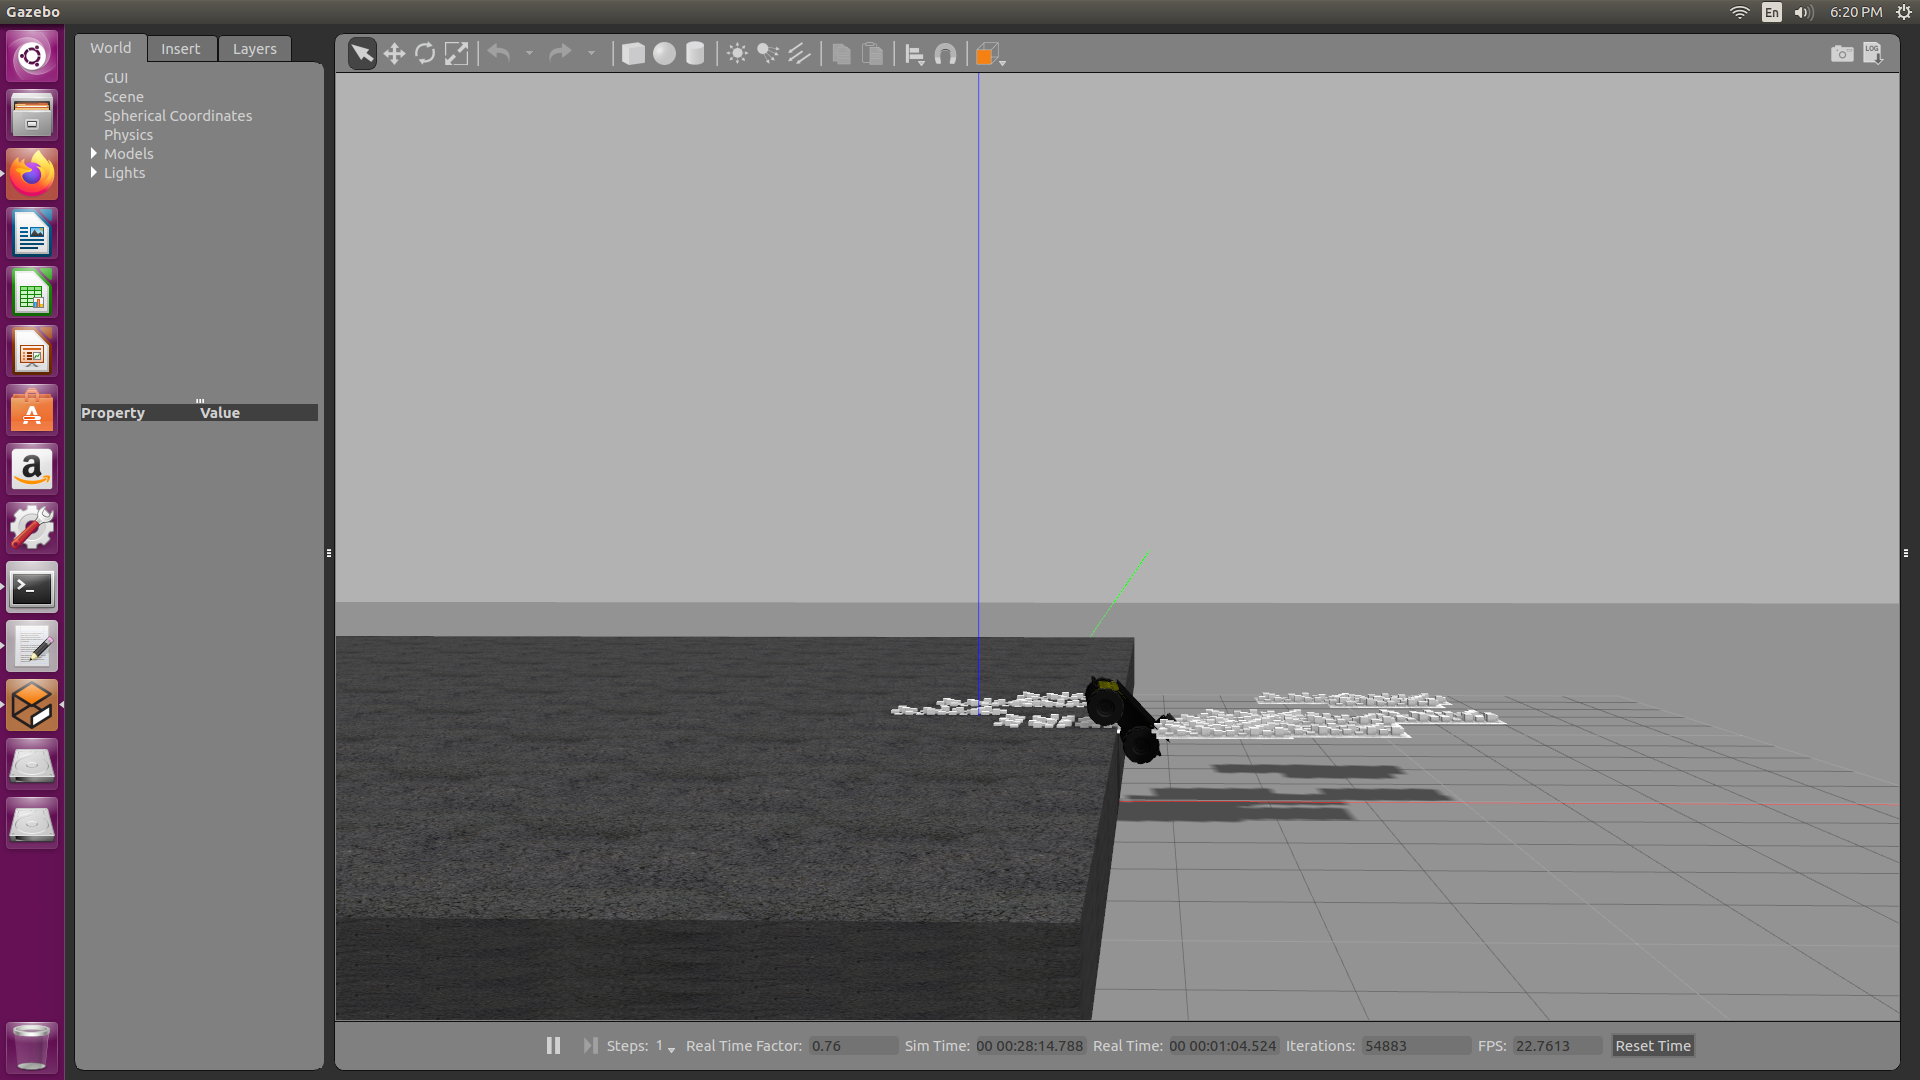 Gazebo
En
6:20 PM
World Insert Layers
GUI
Scene
Spherical Coordinates
Physics
Models
Lights
LOG
Property Value
Steps: 1 Real Time Factor: 0.76 Sim Time: 00 00:28:14.788 Real Time: 00 00:01:04.524 Iterations: 54883 FPS: 22.7613 Reset Time